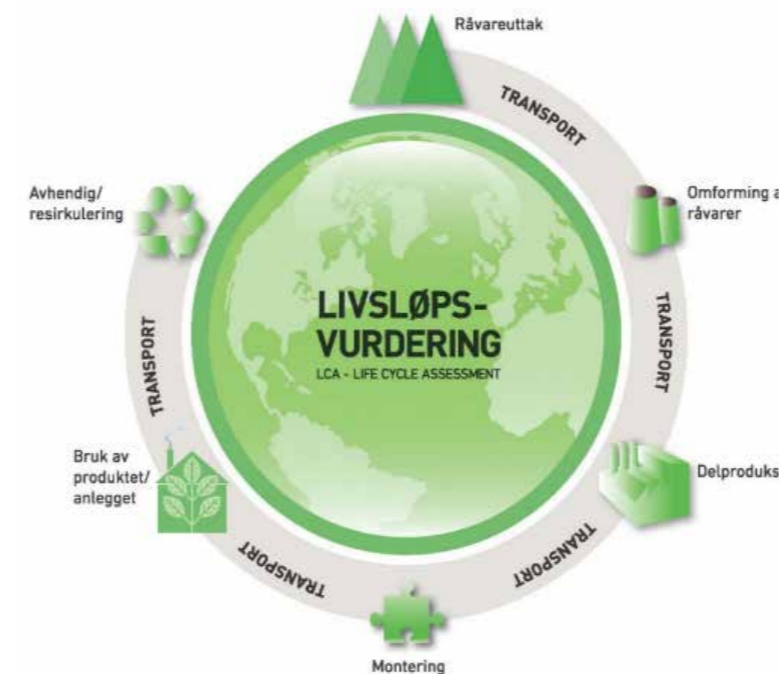 Råvareuttak
TRANSPORT
Omforming a
råvarer
TRANSPORT
Delproduks
TRANSPORT
Montering
TRANSPORT
Bruk av
produktet/
anlegget
TRANSPORT
Avhendig/
resirkulering
LIVSLØPS-
VURDERING
LCA - LIFE CYCLE ASSESSMENT